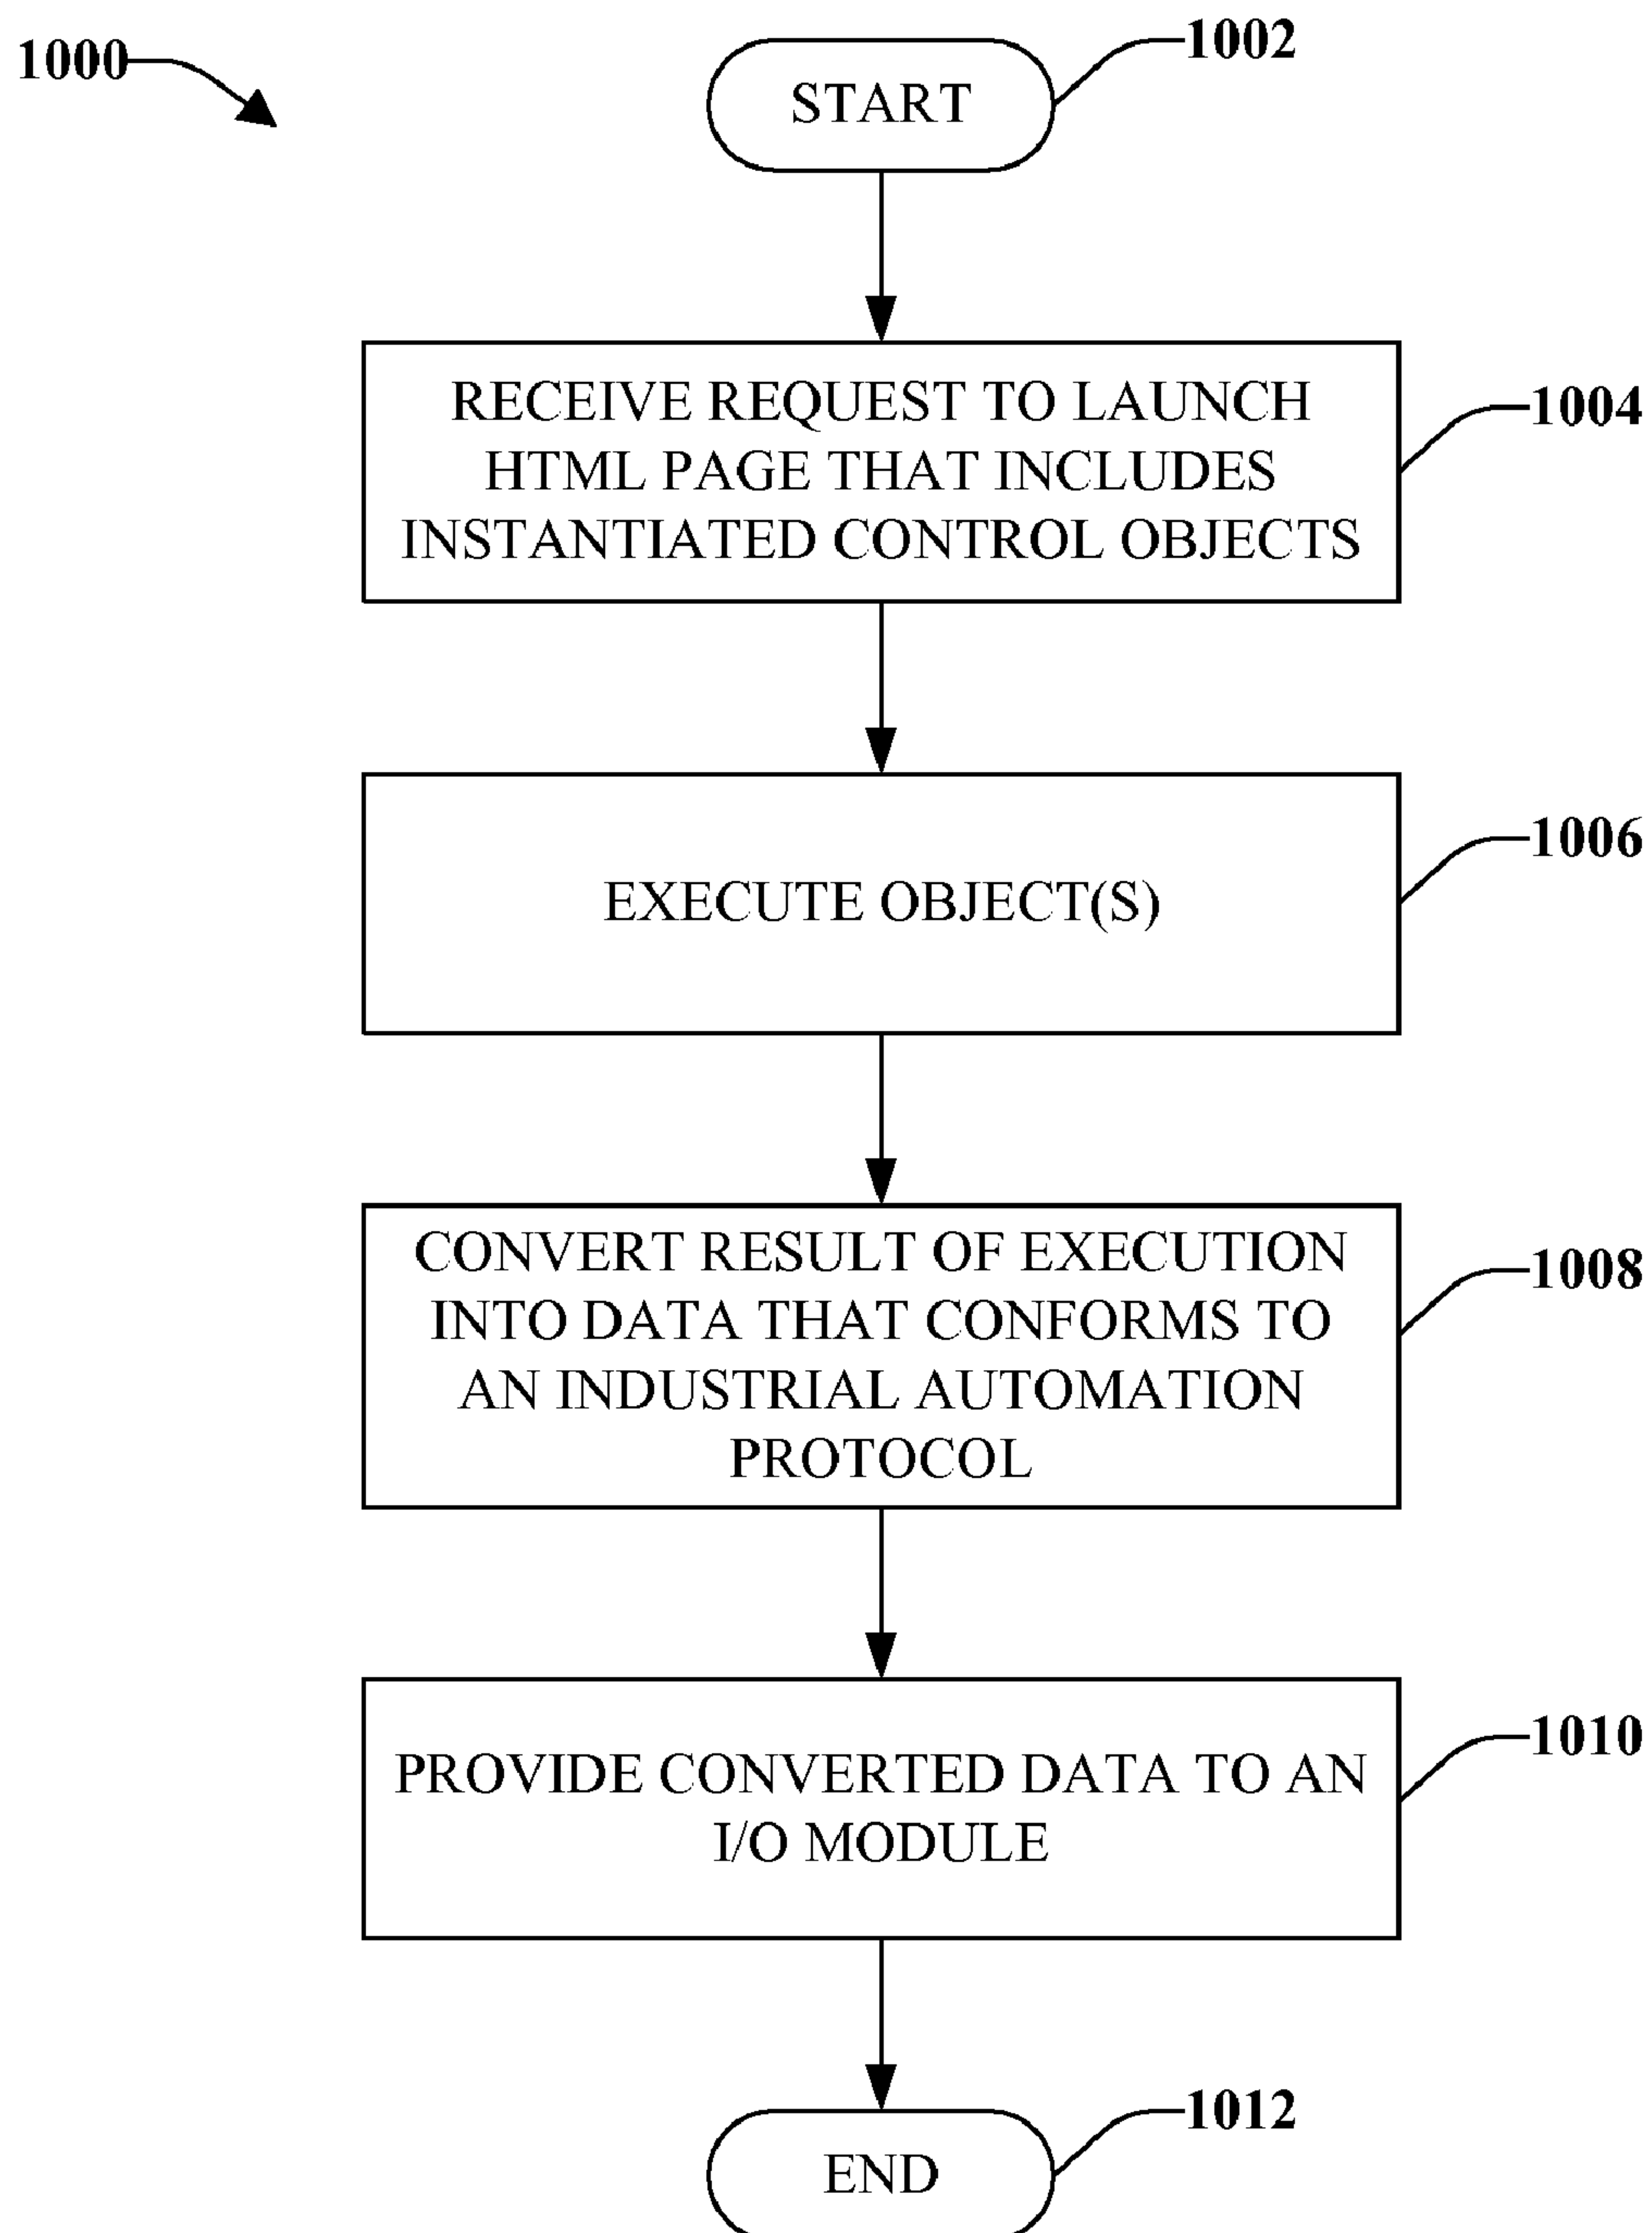 1000
1002
START
RECEIVE REQUEST TO LAUNCH
HTML PAGE THAT INCLUDES
INSTANTIATED CONTROL OBJECTS
1004
EXECUTE OBJECT(S)
1006
CONVERT RESULT OF EXECUTION
INTO DATA THAT CONFORMS TO
AN INDUSTRIAL AUTOMATION
PROTOCOL
1008
PROVIDE CONVERTED DATA TO AN
I/O MODULE
1010
1012
END